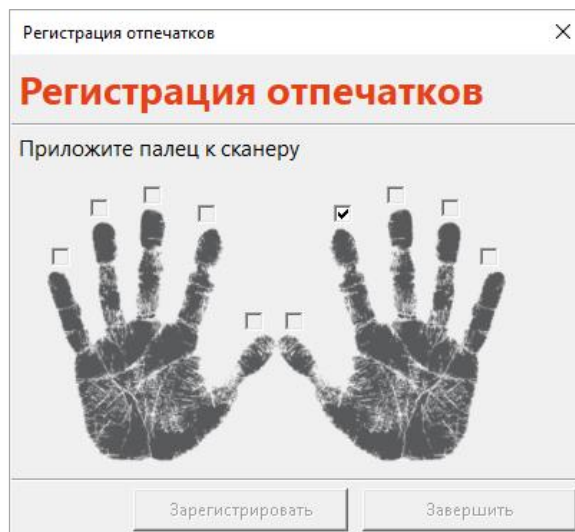 Регистрация отпечатков
Регистрация отпечатков
Приложите палец к сканеру
Зарегистрировать Завершить